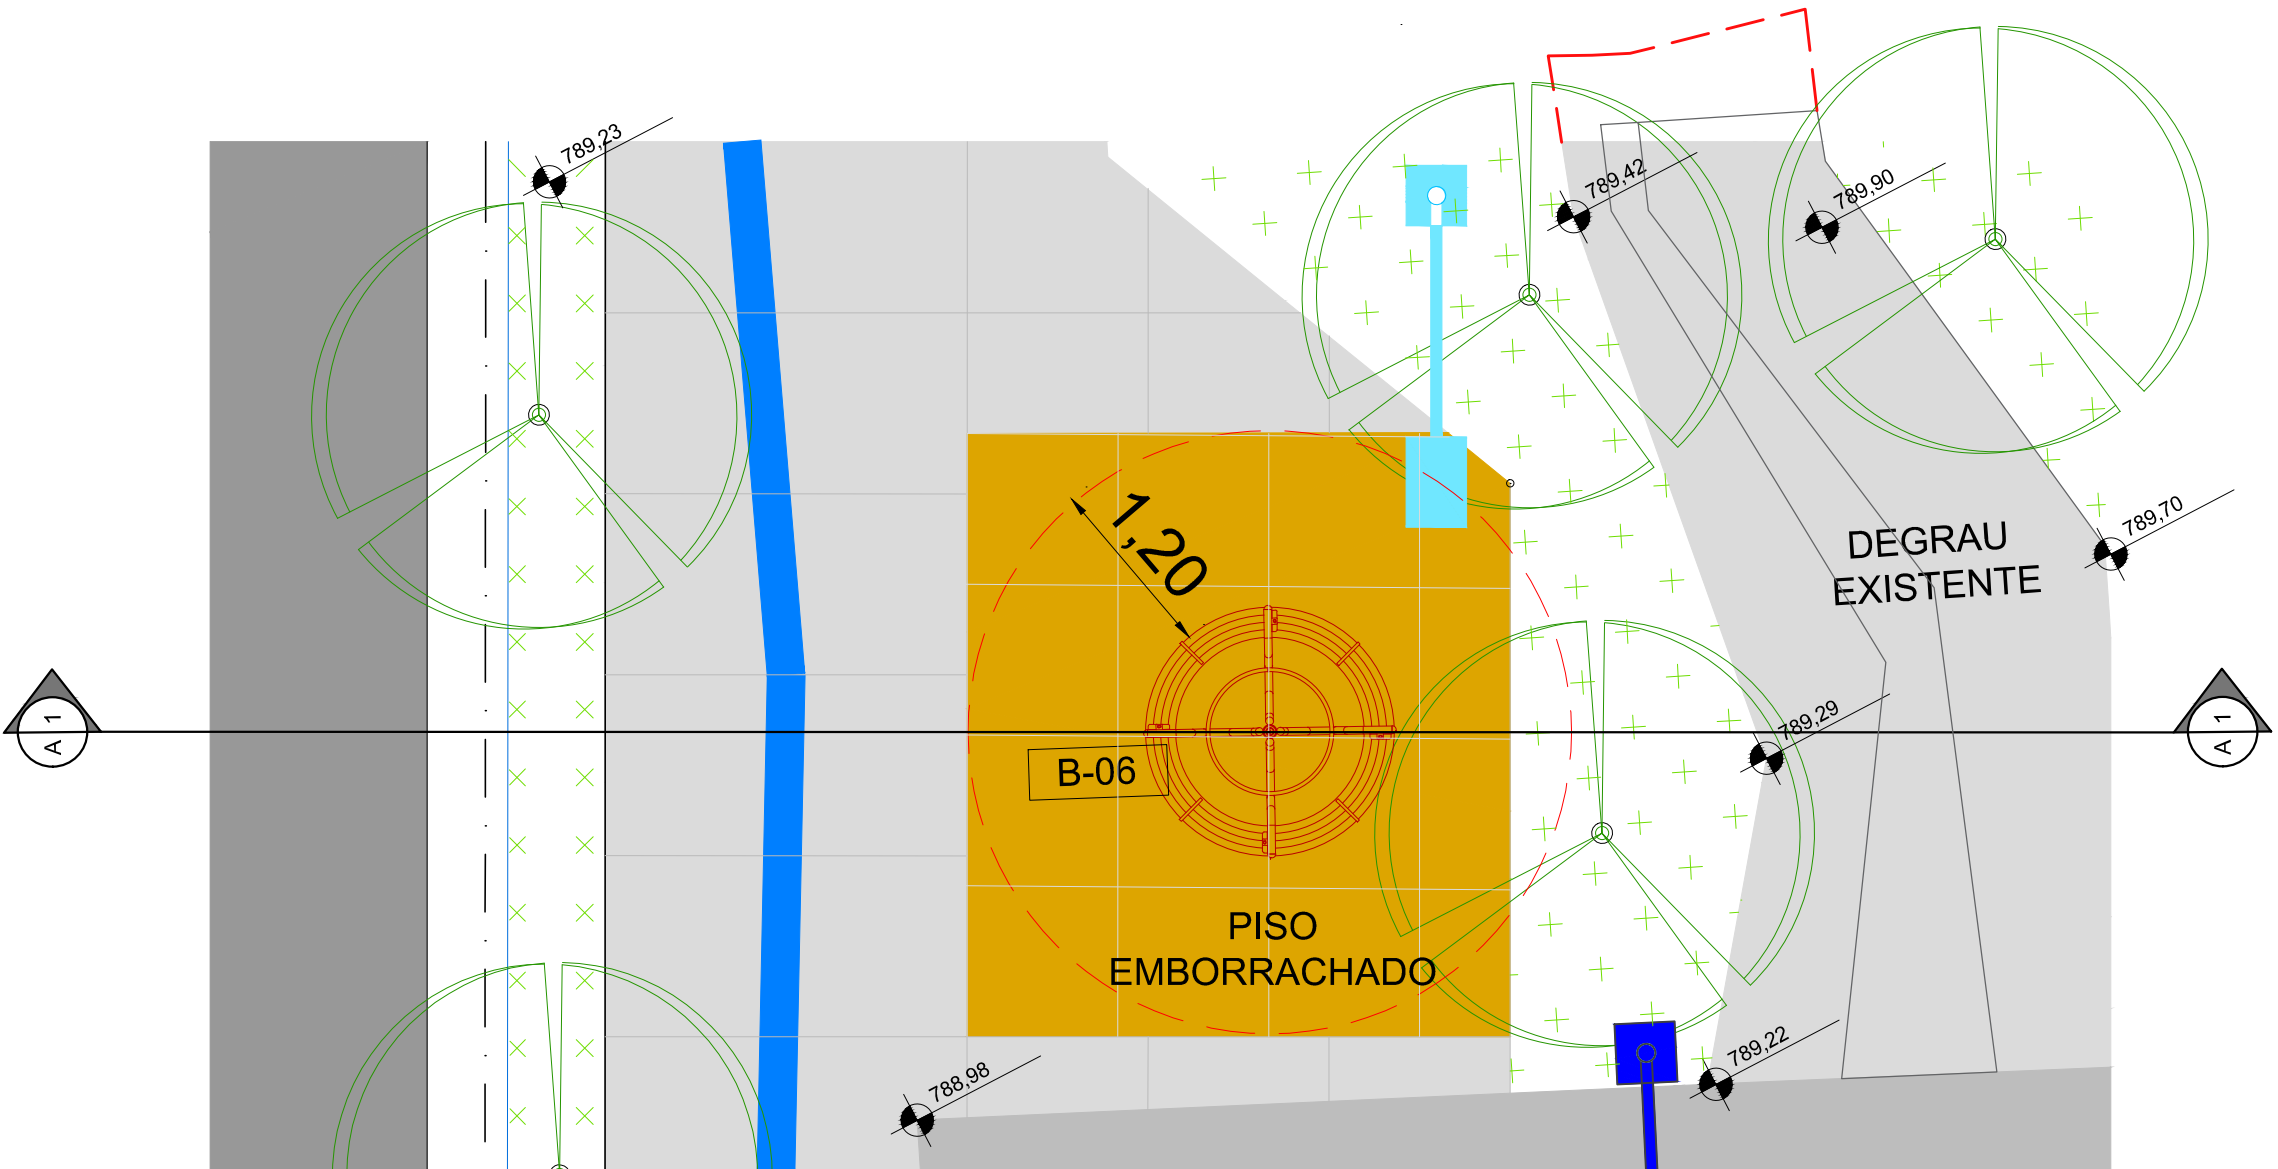 789,23
789,42
789,90
1,20
DEGRAU
EXISTENTE
789,70
A 1
789,29
A 1
B-06
PISO
EMBORRACHADO
789,22
788,98